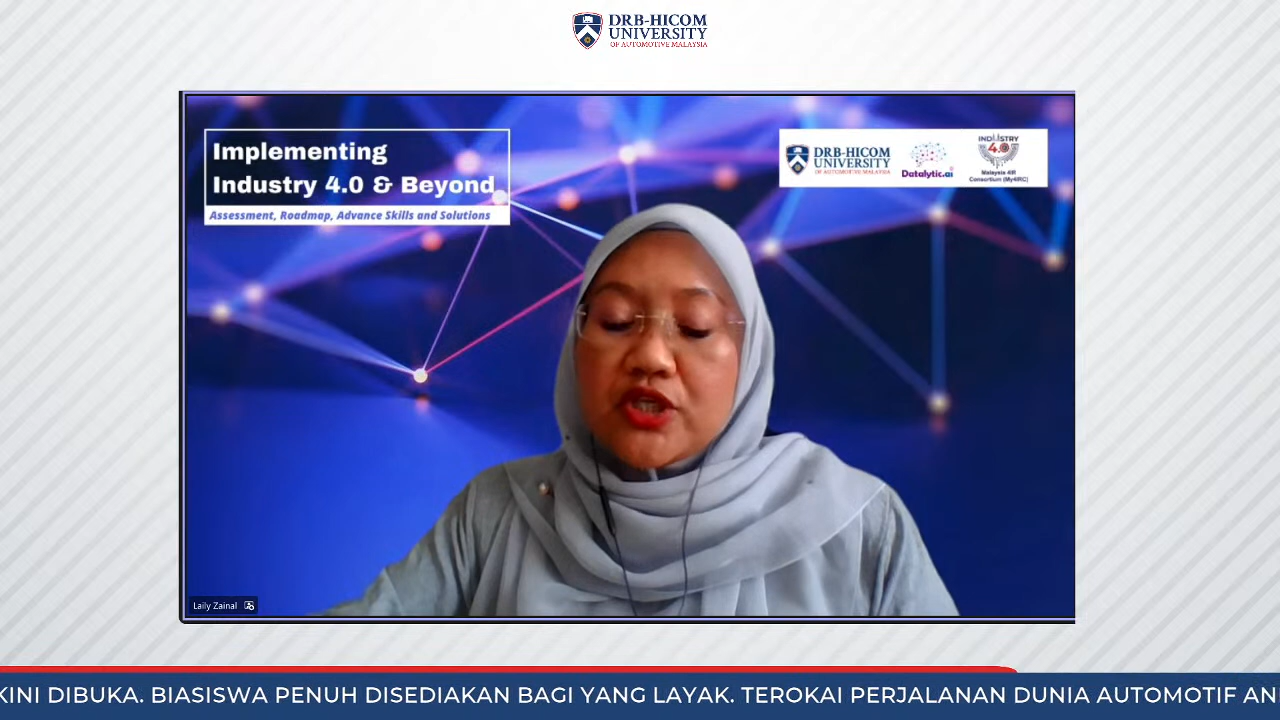 DRB-HICOM
UNIVERSITY
OF AUTOMOTIVE MALAYSIA
Implementing
Industry 4.0 & Beyond
Assessment, Roadmap, Advance Skills and Solutions
DRB-HICOM
UNIVERSITY
OF AUTOMOTIVE MALAYSIA
Datalytic.ai
INDUSTRY
4.0
Malaysia 4IR
Consortium (My4IRC)
Laily Zainal
KINI DIBUKA. BIASISWA PENUH DISEDIAKAN BAGI YANG LAYAK. TEROKAI PERJALANAN DUNIA AUTOMOTIF AN